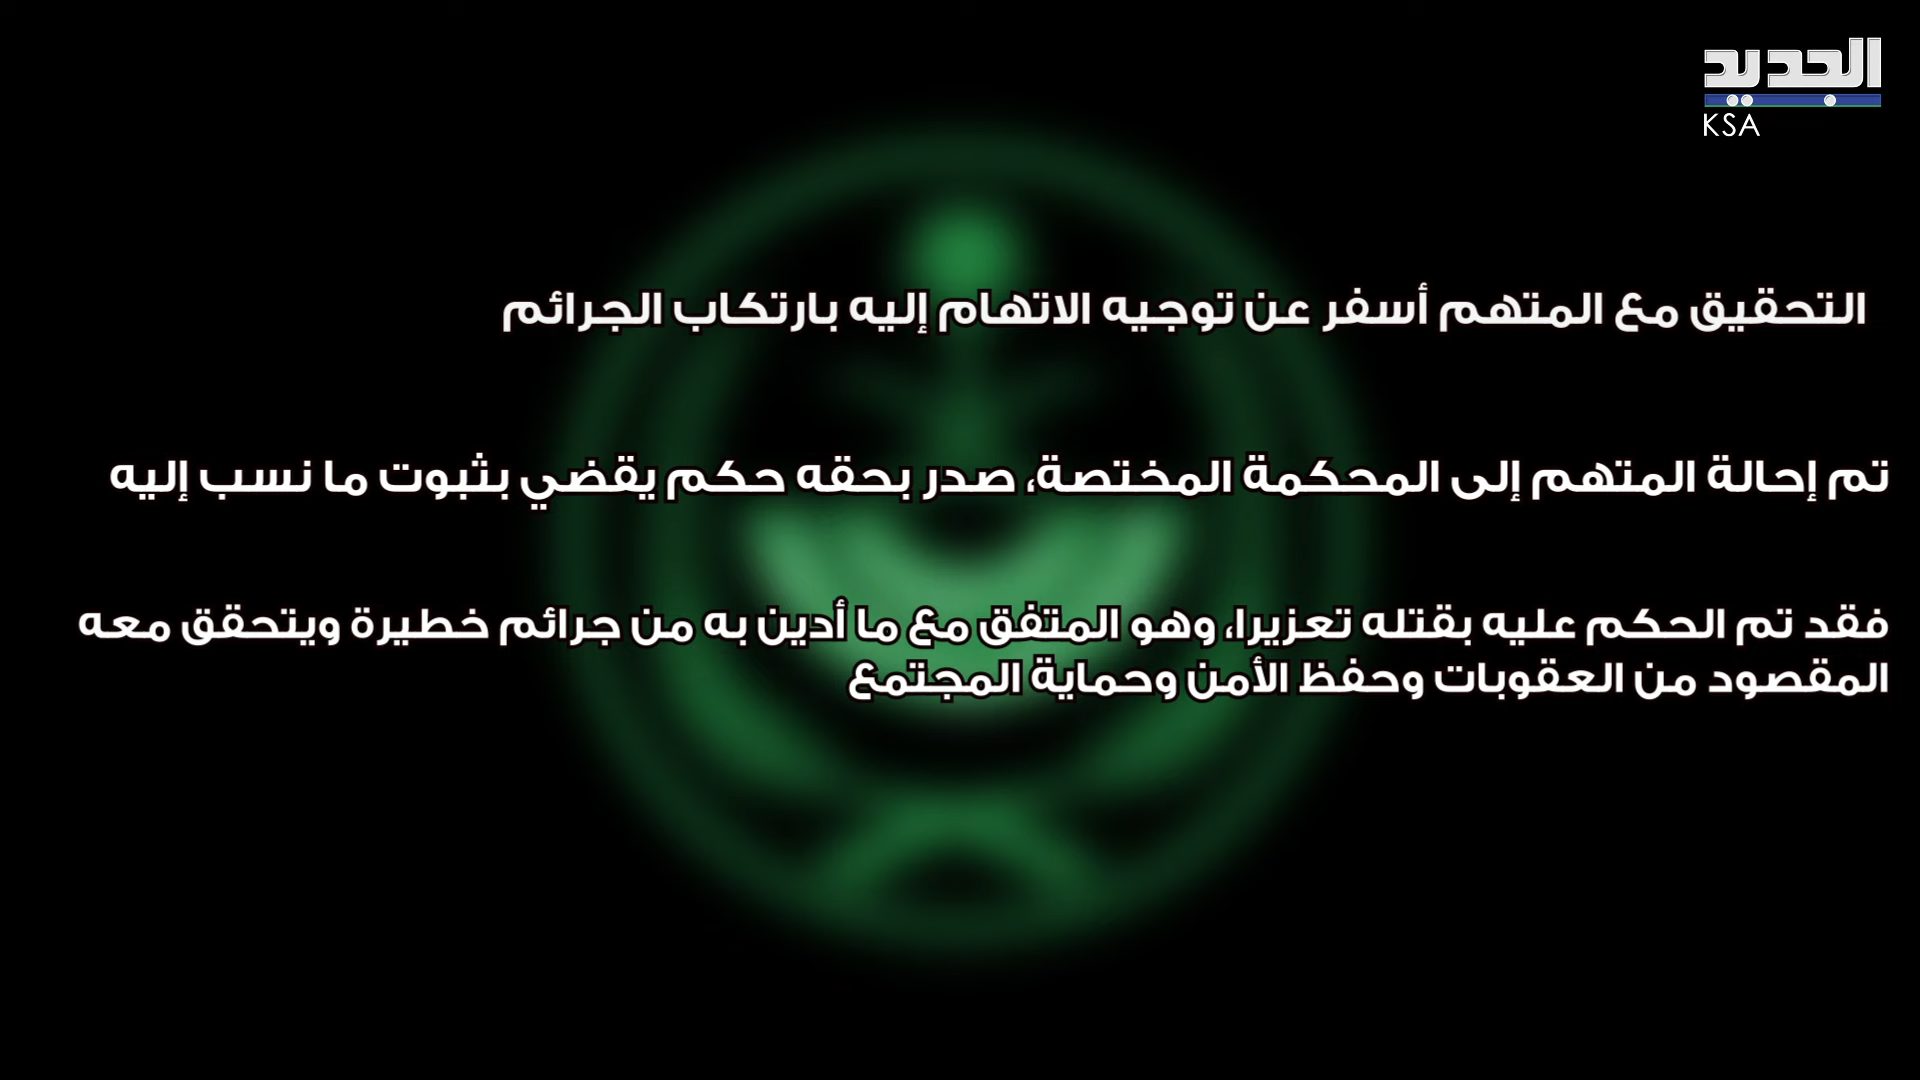 الجديد
KSA
التحقيق مع المتهم أسفر عن توجيه الاتهام إليه بارتكاب الجرائم
تم إحالة المتهم إلى المحكمة المختصة، صدر بحقه حكم يقضي بثبوت ما نسب إليه
فقد تم الحكم عليه بقتله تعزيرا، وهو المتفق مع ما أدين به من جرائم خطيرة ويتحقق معه
المقصود من العقوبات وحفظ الأمن وحماية المجتمع